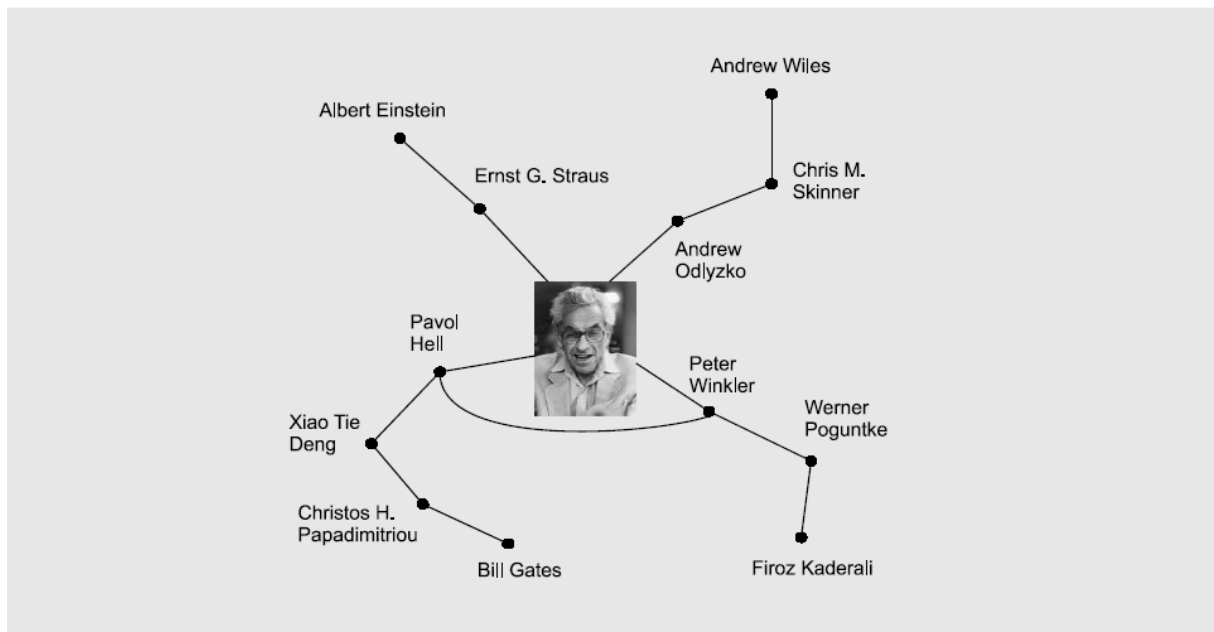 Andrew Wiles
Albert Einstein
Chris M.
Skinner
Ernst G. Straus
Andrew
Odlyzko
Pavol
Hell
Peter
Winkler
Werner
Poguntke
Xiao Tie
Deng
Christos H.
Papadimitriou
Bill Gates
Firoz Kaderali